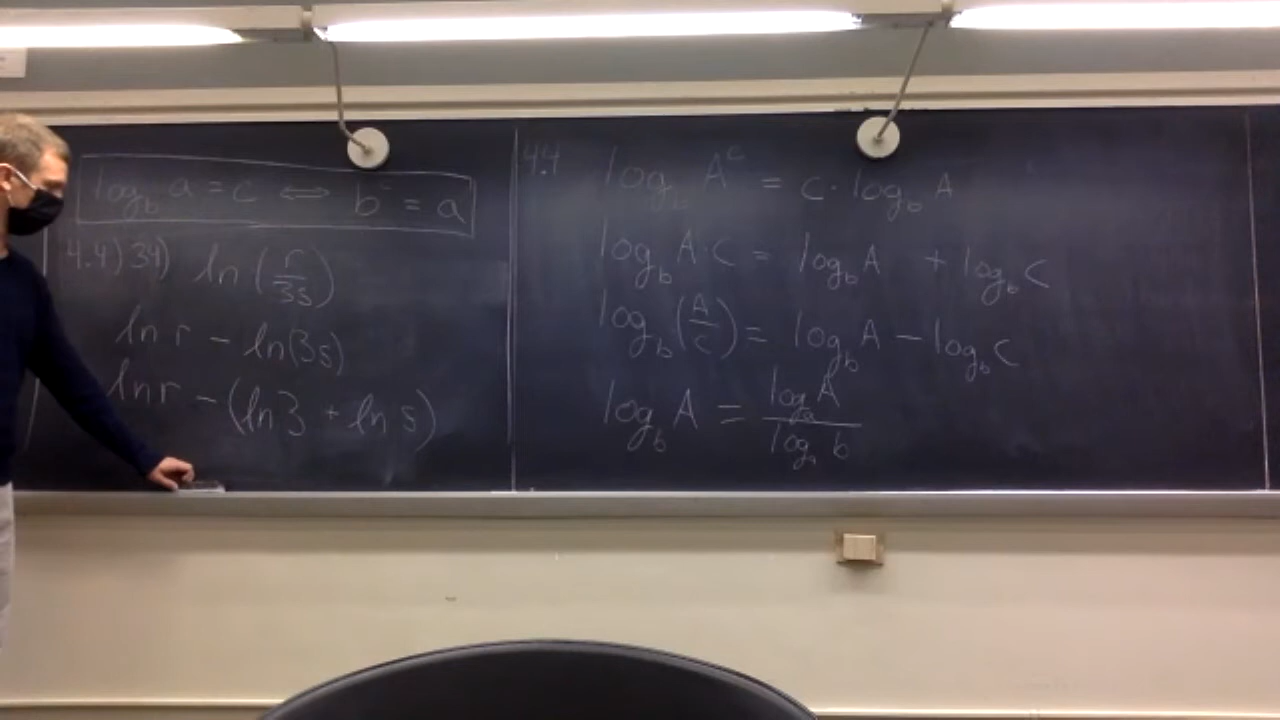 log_b a = c ⟺ b^c = a
4.4) 34) ln(r/3s)
ln r - ln(3s)
ln r - (ln 3 + ln s)
4.4 log_b A^c = c · log_b A
log_b A·C = log_b A + log_b C
log_b (A/C) = log_b A - log_b C
log_b A = log_a A / log_a b